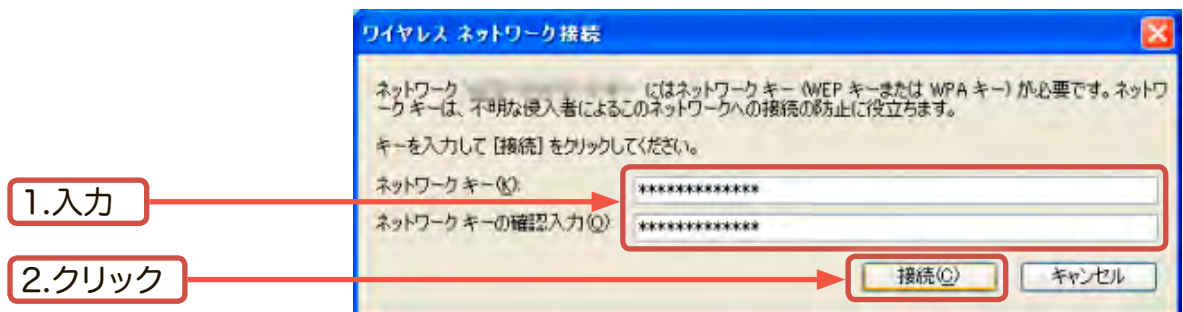 ワイヤレス ネットワーク接続
ネットワーク にはネットワーク キー (WEP キーまたは WPA キー) が必要です。ネットワ
ーク キーは、不明な侵入者によるこのネットワークへの接続の防止に役立ちます。
キーを入力して [接続] をクリックしてください。
1.入力
ネットワーク キー(K):
*************
ネットワーク キーの確認入力(O):
*************
2.クリック
接続(C)
キャンセル